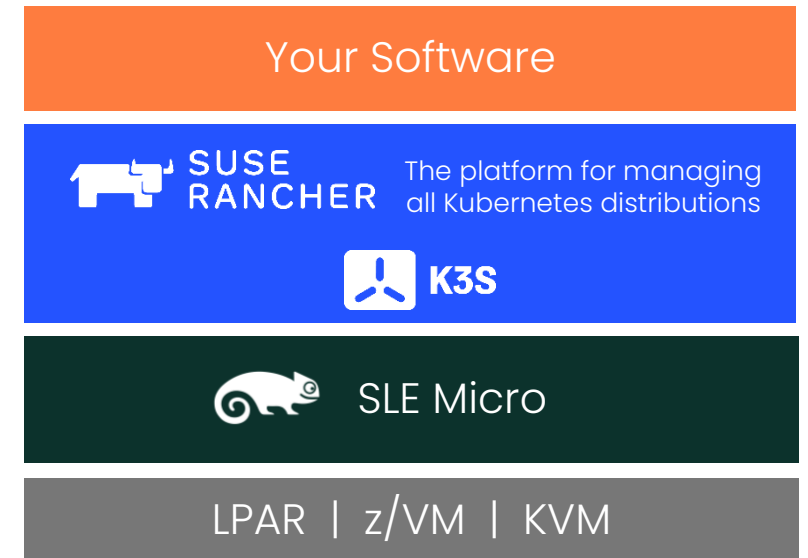 Your Software
SUSE
RANCHER
The platform for managing
all Kubernetes distributions
K3S
SLE Micro
LPAR | z/VM | KVM